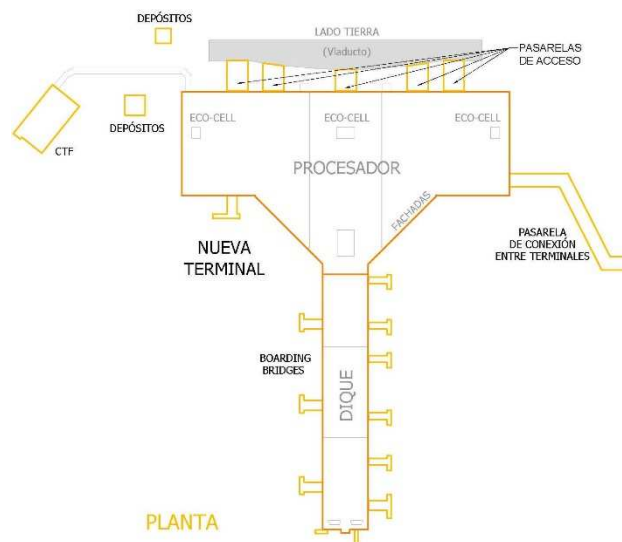 DEPÓSITOS
LADO TIERRA
(Viaducto)
PASARELAS
DE ACCESO
ECO-CELL
ECO-CELL
ECO-CELL
DEPÓSITOS
CTF
PROCESADOR
FACHADAS
PASARELA
DE CONEXIÓN
ENTRE TERMINALES
NUEVA
TERMINAL
BOARDING
BRIDGES
DIQUE
PLANTA